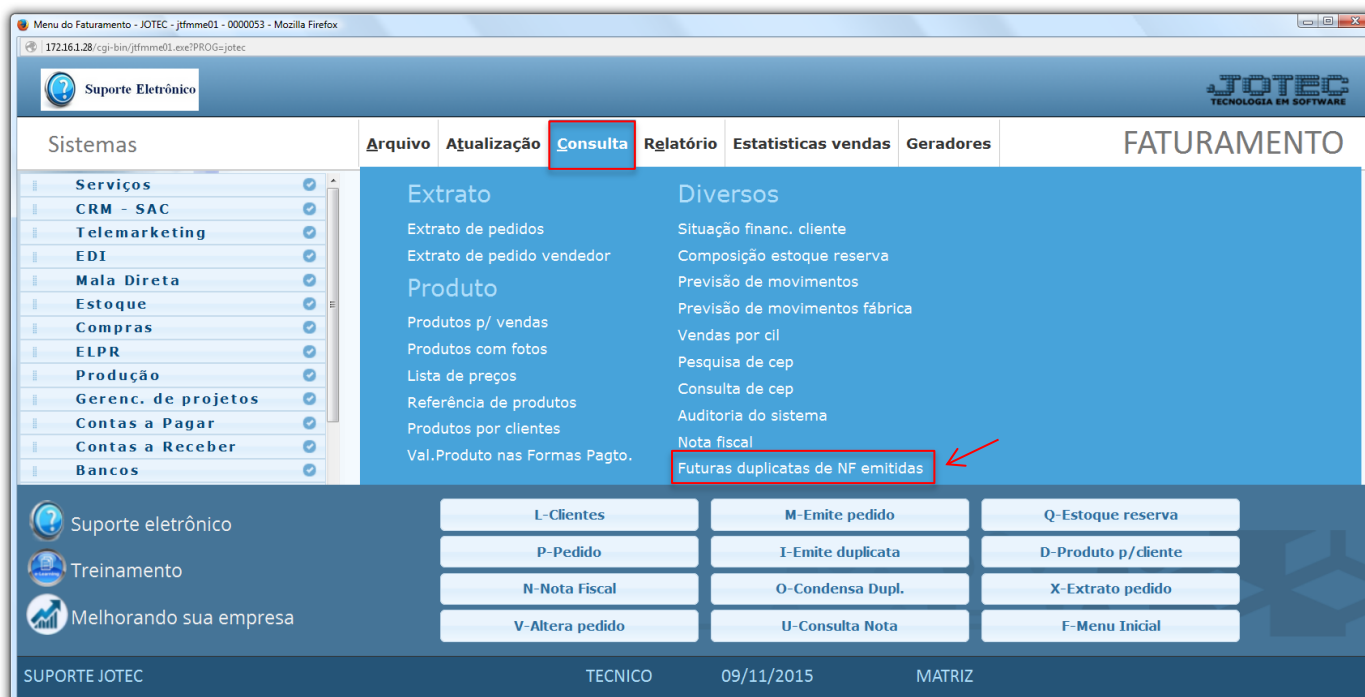 Menu do Faturamento - JOTEC - jtfmme01 - 0000053 - Mozilla Firefox
172.16.1.28/cgi-bin/jtfmme01.exe?PROG=jotec
Suporte Eletrônico
JOTEC
TECNOLOGIA EM SOFTWARE
Sistemas
Arquivo Atualização Consulta Relatório Estatisticas vendas Geradores
FATURAMENTO
Serviços
CRM - SAC
Telemarketing
EDI
Mala Direta
Estoque
Compras
ELPR
Produção
Gerenc. de projetos
Contas a Pagar
Contas a Receber
Bancos
Extrato
Extrato de pedidos
Extrato de pedido vendedor
Produto
Produtos p/ vendas
Produtos com fotos
Lista de preços
Referência de produtos
Produtos por clientes
Val.Produto nas Formas Pagto.
Diversos
Situação financ. cliente
Composição estoque reserva
Previsão de movimentos
Previsão de movimentos fábrica
Vendas por cil
Pesquisa de cep
Consulta de cep
Auditoria do sistema
Nota fiscal
Futuras duplicatas de NF emitidas
Suporte eletrônico
Treinamento
Melhorando sua empresa
L-Clientes M-Emite pedido Q-Estoque reserva
P-Pedido I-Emite duplicata D-Produto p/cliente
N-Nota Fiscal O-Condensa Dupl. X-Extrato pedido
V-Altera pedido U-Consulta Nota F-Menu Inicial
SUPORTE JOTEC TECNICO 09/11/2015 MATRIZ